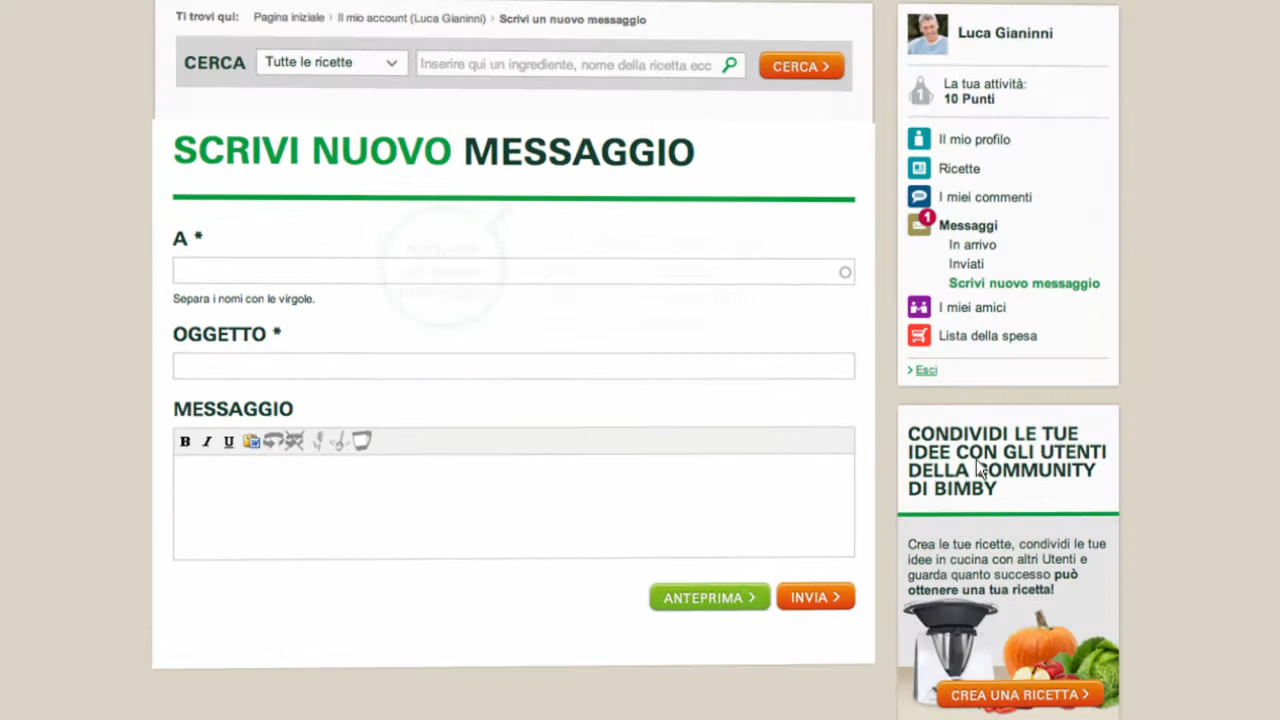 Ti trovi qui: Pagina iniziale › Il mio account (Luca Gianinni) › Scrivi un nuovo messaggio
CERCA Tutte le ricette Inserire qui un ingrediente, nome della ricetta ecc CERCA >
SCRIVI NUOVO MESSAGGIO
A *
Separa i nomi con le virgole.
OGGETTO *
MESSAGGIO
B I U
ANTEPRIMA > INVIA >
Luca Gianinni
1
La tua attività:
10 Punti
Il mio profilo
Ricette
I miei commenti
1
Messaggi
In arrivo
Inviati
Scrivi nuovo messaggio
I miei amici
Lista della spesa
> Esci
CONDIVIDI LE TUE
IDEE CON GLI UTENTI
DELLA COMMUNITY
DI BIMBY
Crea le tue ricette, condividi le tue
idee in cucina con altri Utenti e
guarda quanto successo può
ottenere una tua ricetta!
CREA UNA RICETTA >